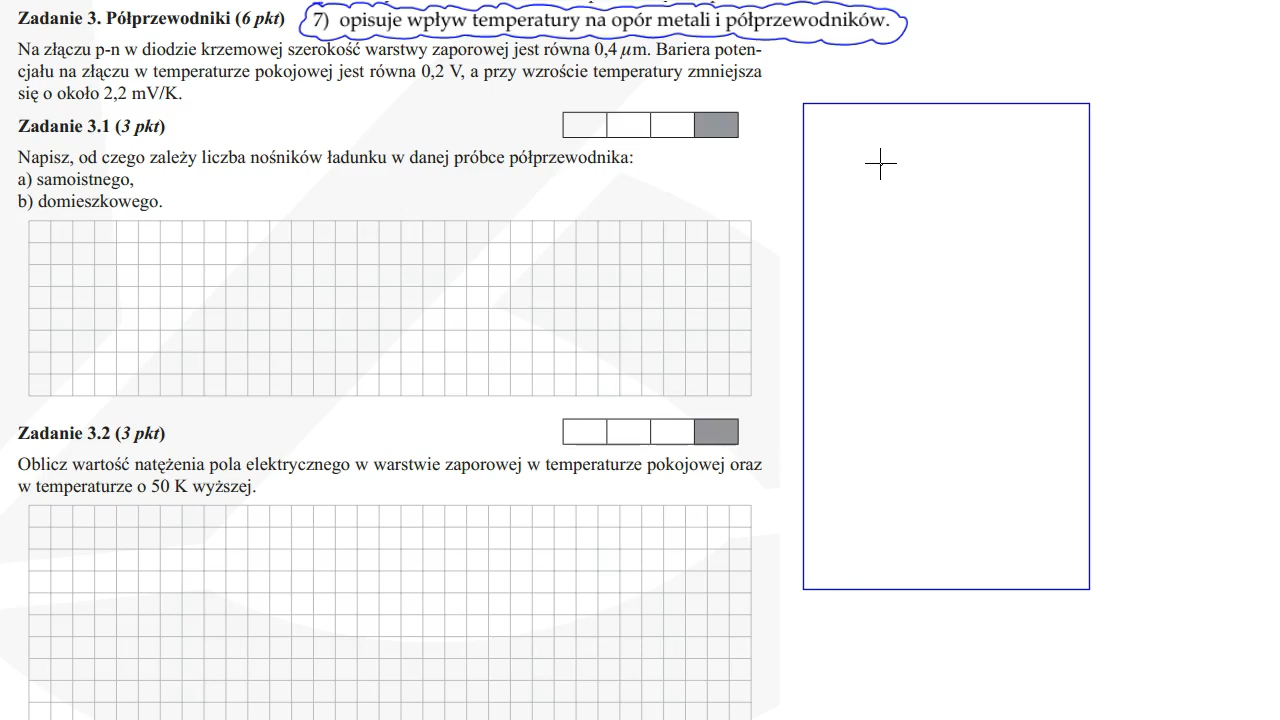 Zadanie 3. Półprzewodniki (6 pkt) 7) opisuje wpływ temperatury na opór metali i półprzewodników.
Na złączu p-n w diodzie krzemowej szerokość warstwy zaporowej jest równa 0,4 μm. Bariera poten-
cjału na złączu w temperaturze pokojowej jest równa 0,2 V, a przy wzroście temperatury zmniejsza
się o około 2,2 mV/K.
Zadanie 3.1 (3 pkt)
Napisz, od czego zależy liczba nośników ładunku w danej próbce półprzewodnika:
a) samoistnego,
b) domieszkowego.
Zadanie 3.2 (3 pkt)
Oblicz wartość natężenia pola elektrycznego w warstwie zaporowej w temperaturze pokojowej oraz
w temperaturze o 50 K wyższej.